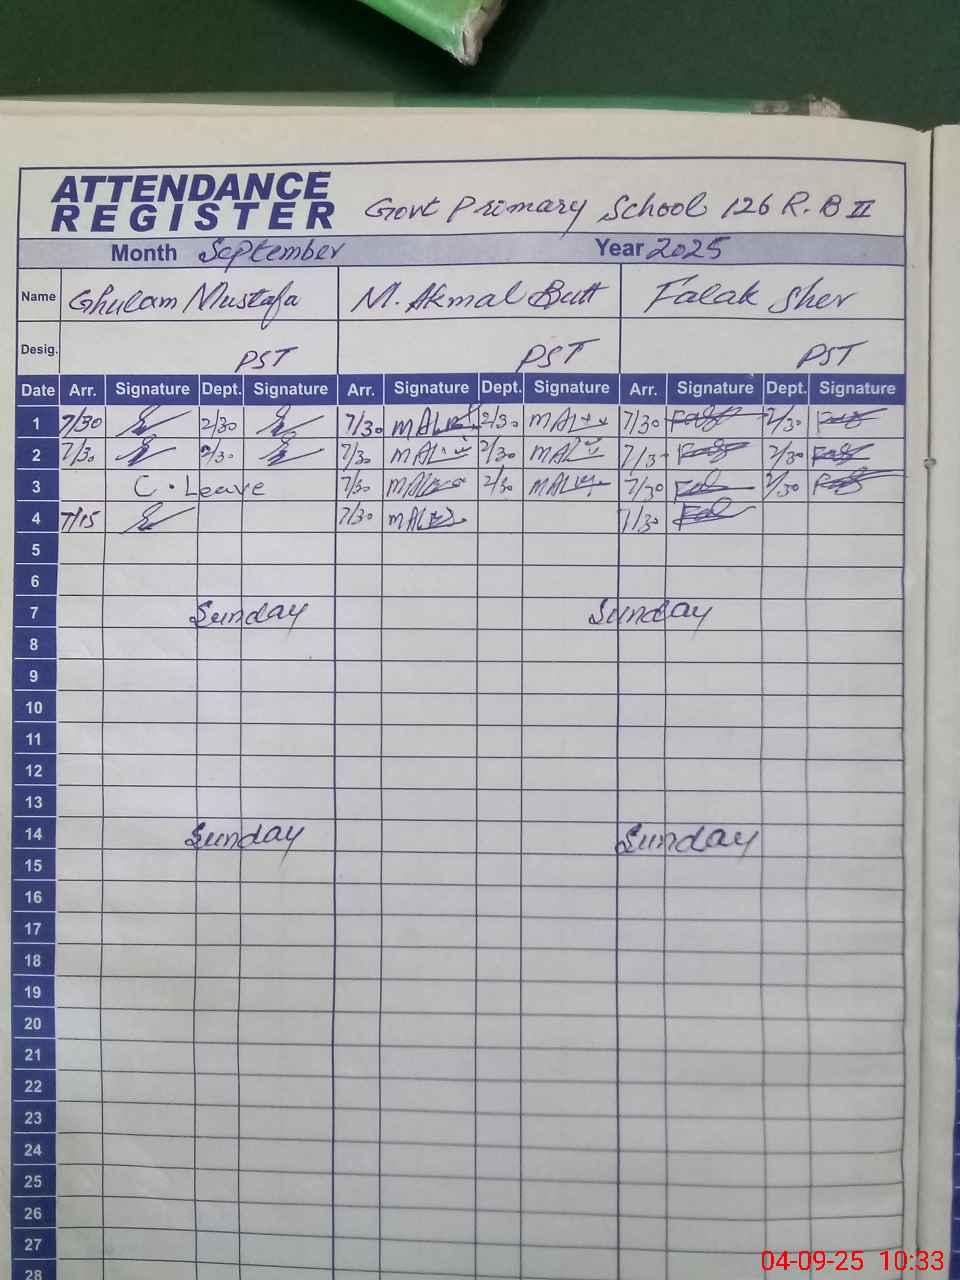 ATTENDANCE
REGISTER
Govt Primary School 126 R.B II
Month September Year 2025
Name Ghulam Mustafa M. Akmal Butt Falak Sher
Desig. PST PST PST
Date Arr. Signature Dept. Signature Arr. Signature Dept. Signature Arr. Signature Dept. Signature
1 7/30 2/30 7/30 2/30 7/30 2/30
2 7/30 2/30 7/30 2/30 7/30 2/30
3 C. Leave 7/30 2/30 7/30 2/30
4 7/15 7/30 7/30
5
6
7 Sunday Sunday
8
9
10
11
12
13
14 Sunday Sunday
15
16
17
18
19
20
21
22
23
24
25
26
27
28
04-09-25 10:33